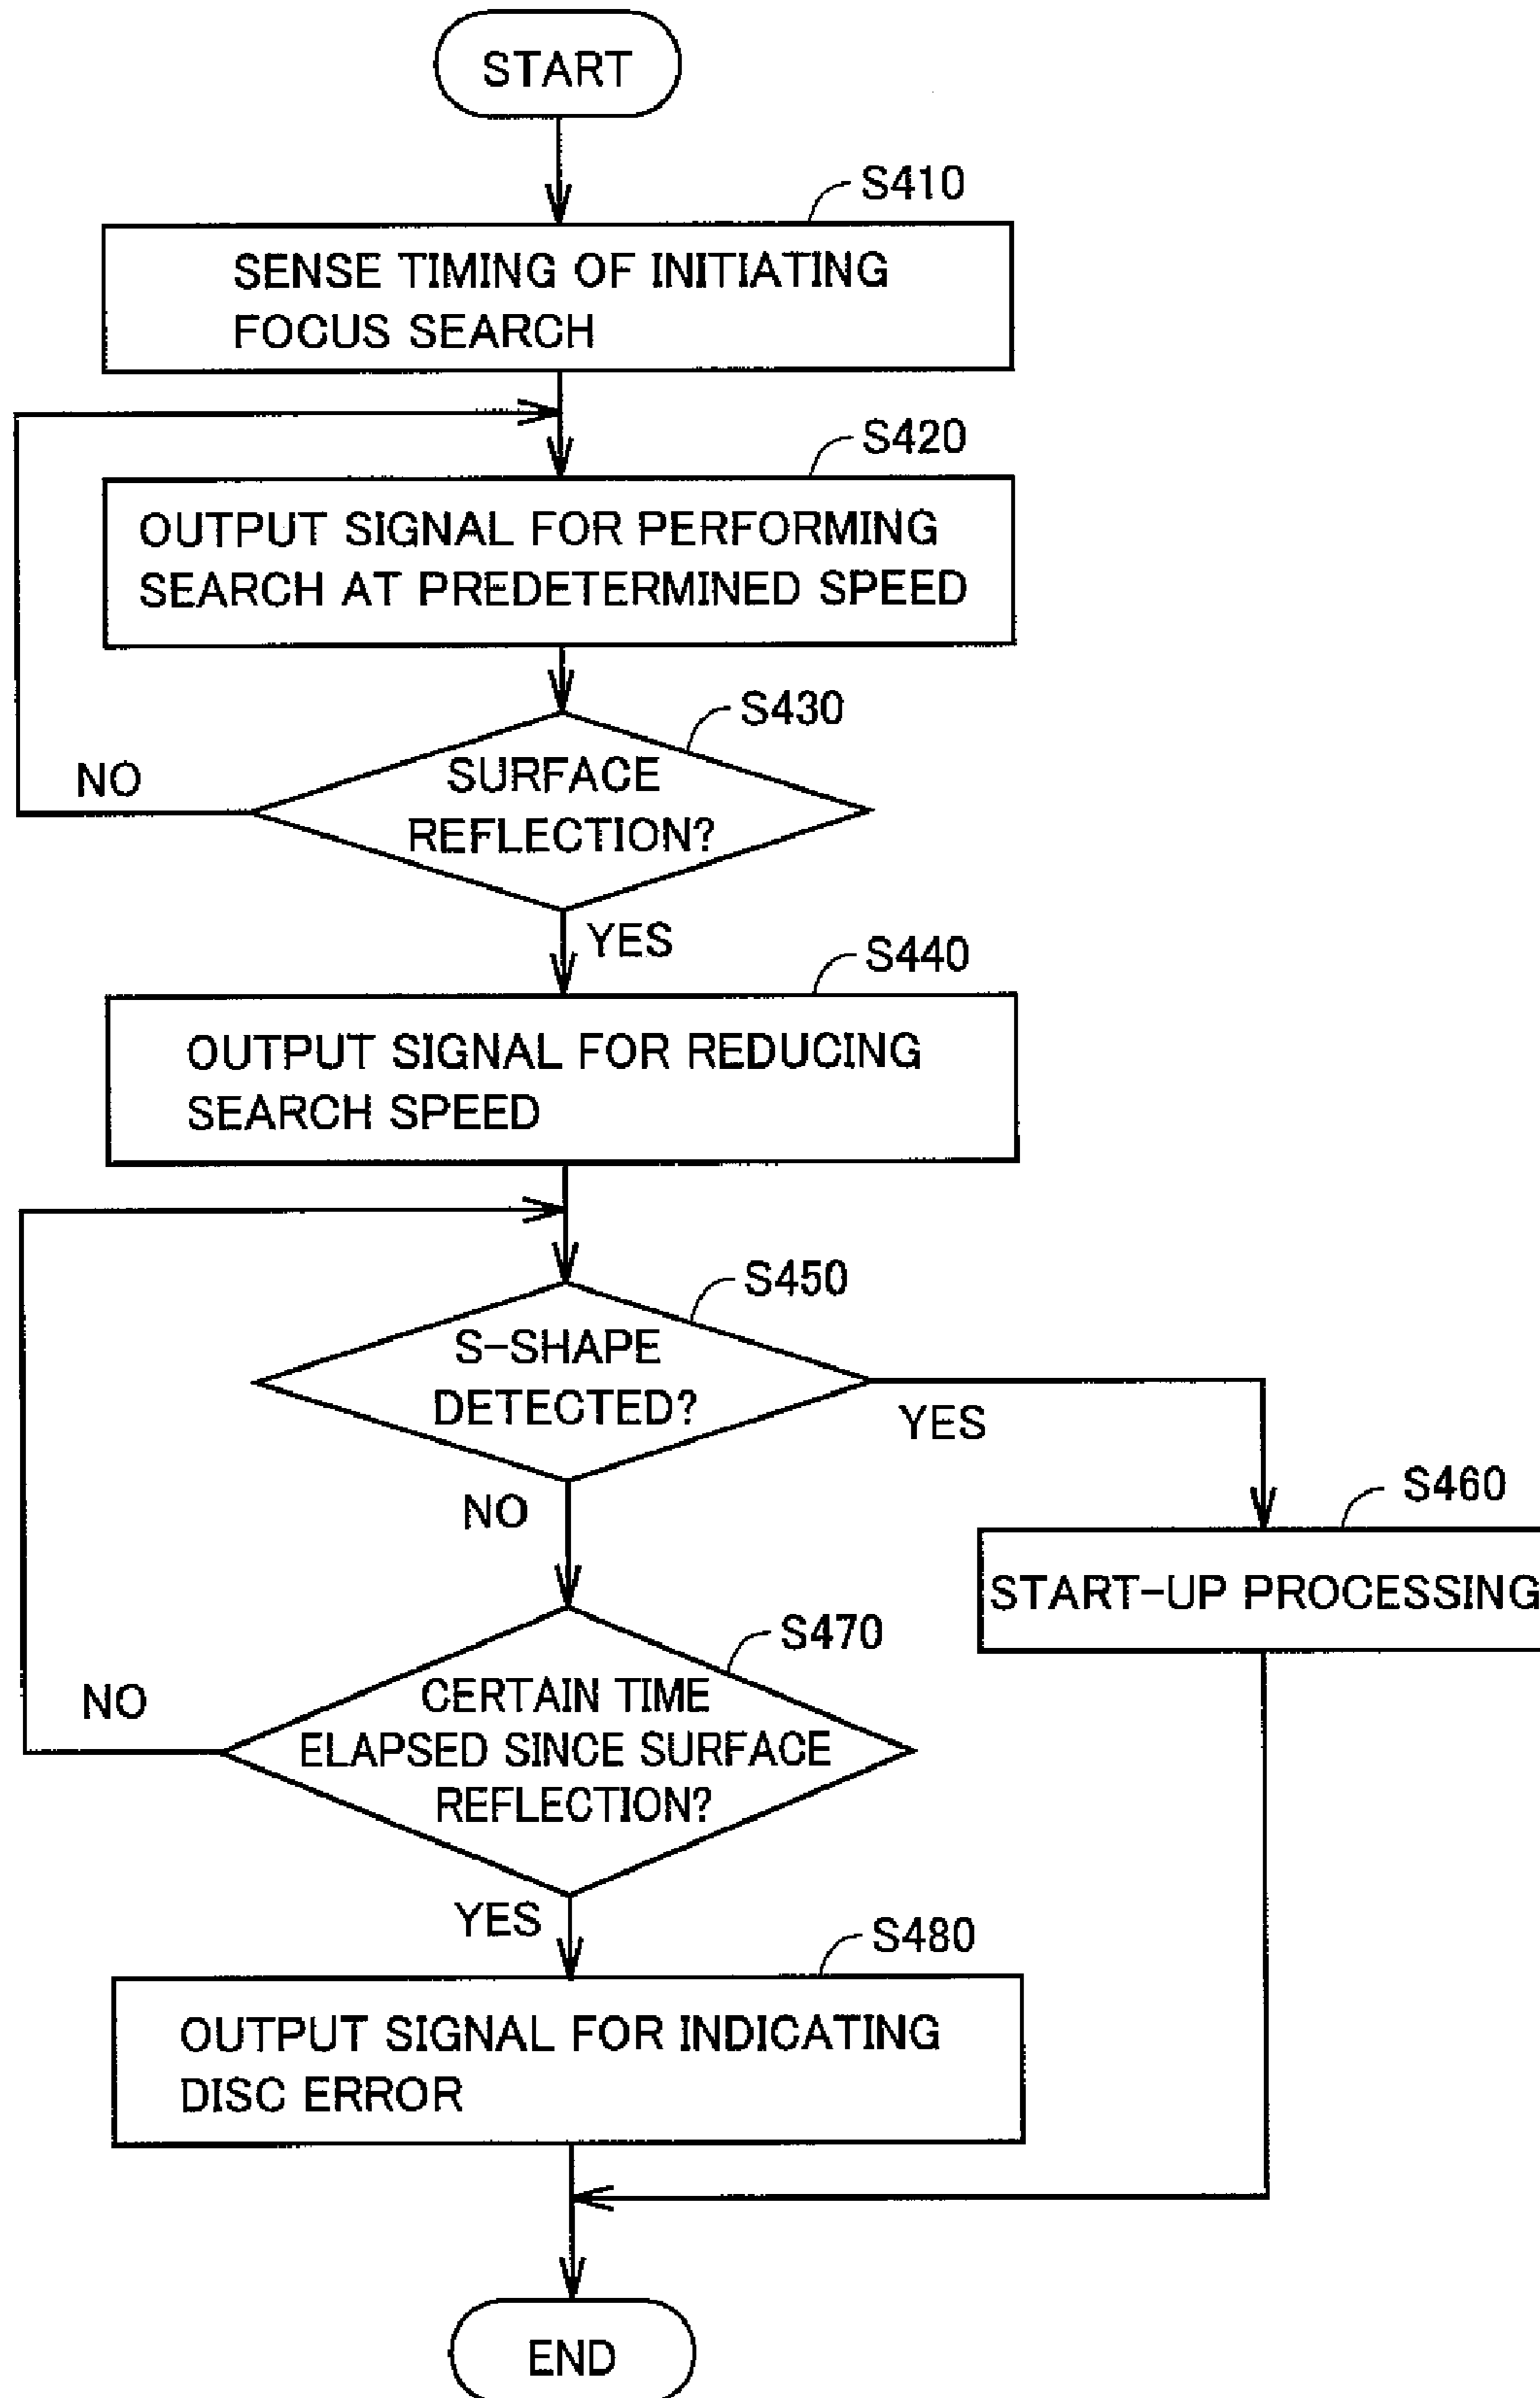 START
S410
SENSE TIMING OF INITIATING
FOCUS SEARCH
S420
OUTPUT SIGNAL FOR PERFORMING
SEARCH AT PREDETERMINED SPEED
S430
SURFACE
REFLECTION?
NO
YES
S440
OUTPUT SIGNAL FOR REDUCING
SEARCH SPEED
S450
S-SHAPE
DETECTED?
YES
NO
S460
START-UP PROCESSING
S470
CERTAIN TIME
ELAPSED SINCE SURFACE
REFLECTION?
NO
YES
S480
OUTPUT SIGNAL FOR INDICATING
DISC ERROR
END